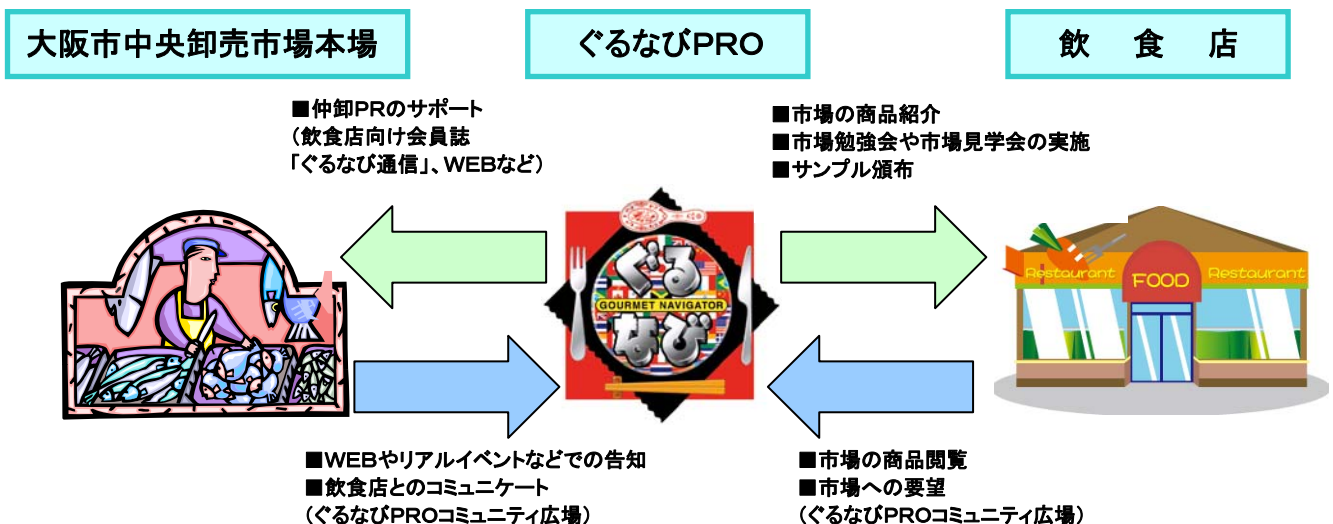 大阪市中央卸売市場本場
ぐるなびPRO
飲　食　店
■仲卸PRのサポート
(飲食店向け会員誌
「ぐるなび通信」、WEBなど)
■市場の商品紹介
■市場勉強会や市場見学会の実施
■サンプル頒布
ぐる
GOURMET NAVIGATOR
なび
Restaurant
FOOD
Restaurant
■WEBやリアルイベントなどでの告知
■飲食店とのコミュニケート
(ぐるなびPROコミュニティ広場)
■市場の商品閲覧
■市場への要望
(ぐるなびPROコミュニティ広場)